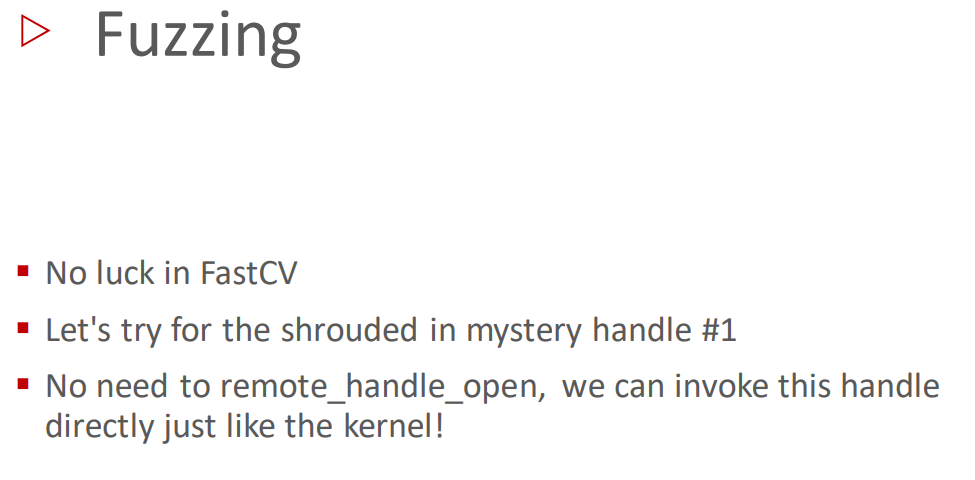 Fuzzing
No luck in FastCV
Let's try for the shrouded in mystery handle #1
No need to remote_handle_open, we can invoke this handle
directly just like the kernel!